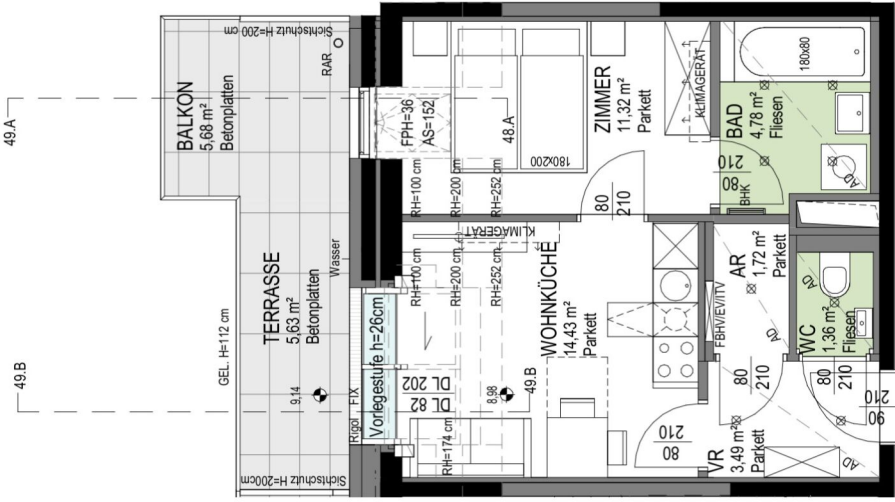 Sichtschutz H=200 cm
RAR
BALKON
5,68 m²
Betonplatten
49.A
FPH=36
AS=152
48.A
RH=100 cm
RH=200 cm
RH=252 cm
180x200
ZIMMER
11,32 m²
Parkett
KLIMAGERÄT
80
210
180x80
BAD
4,78 m²
Fliesen
80
210
BHK
AD
TERRASSE
5,63 m²
Betonplatten
Wasser
GEL. H=112 cm
49.B
9,14
Rigol
FIX
Vorlegestufe h=26cm
Sichtschutz H=200cm
KLIMAGERÄT
RH=100 cm
RH=200 cm
RH=252 cm
DL 202
DL 82
8,98
49.B
RH=174 cm
WOHNKÜCHE
14,43 m²
Parkett
FBHV/EV/ITV
AR
1,72 m²
Parkett
AD
80
210
WC
1,36 m²
Fliesen
AD
80
210
80
210
VR
3,49 m²
Parkett
AD
90
210